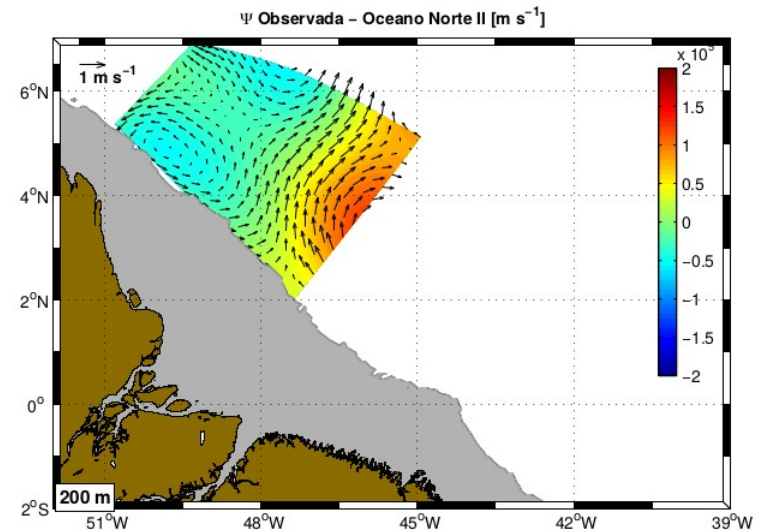 Ψ Observada – Oceano Norte II [m s⁻¹]
1 m s⁻¹
x 10⁵
2
1.5
1
0.5
0
−0.5
−1
−1.5
−2
6°N
4°N
2°N
0°
2°S
200 m
51°W
48°W
45°W
42°W
39°W